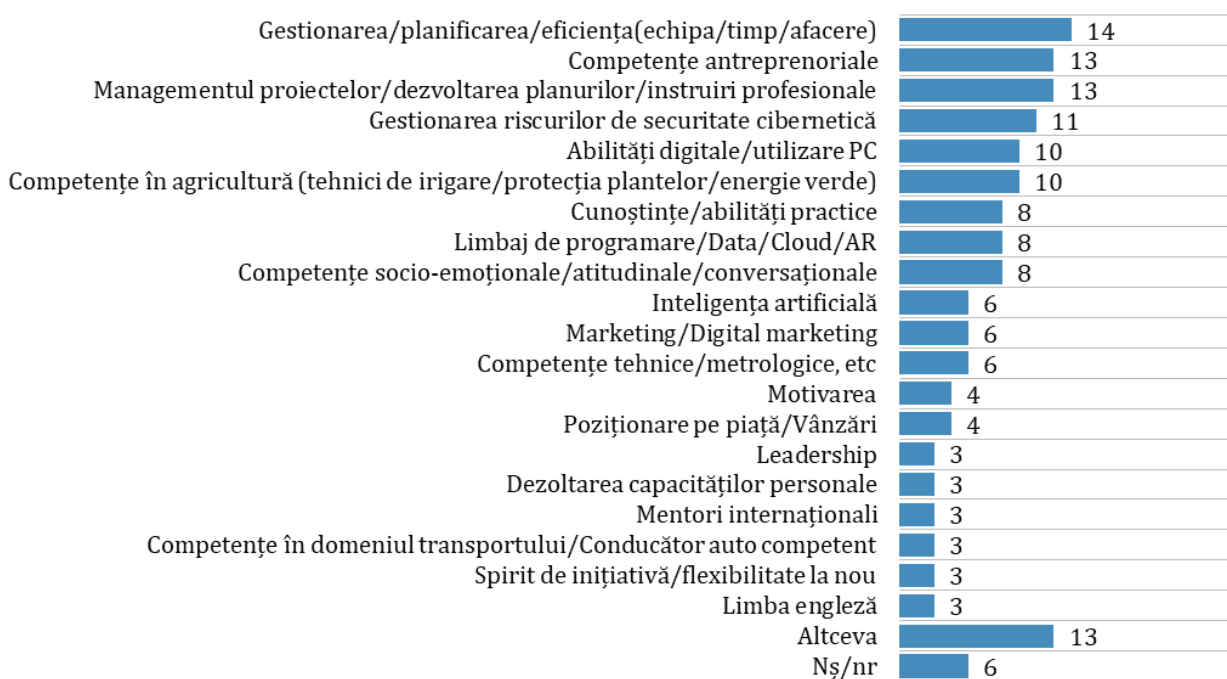 Gestionarea/planificarea/eficiența(echipa/timp/afacere) 14
Competențe antreprenoriale 13
Managementul proiectelor/dezvoltarea planurilor/instruiri profesionale 13
Gestionarea riscurilor de securitate cibernetică 11
Abilități digitale/utilizare PC 10
Competențe în agricultură (tehnici de irigare/protecția plantelor/energie verde) 10
Cunoștințe/abilități practice 8
Limbaj de programare/Data/Cloud/AR 8
Competențe socio-emoționale/atitudinale/conversaționale 8
Inteligența artificială 6
Marketing/Digital marketing 6
Competențe tehnice/metrologice, etc 6
Motivarea 4
Poziționare pe piață/Vânzări 4
Leadership 3
Dezoltarea capacităților personale 3
Mentori internaționali 3
Competențe în domeniul transportului/Conducător auto competent 3
Spirit de inițiativă/flexibilitate la nou 3
Limba engleză 3
Altceva 13
Nș/nr 6